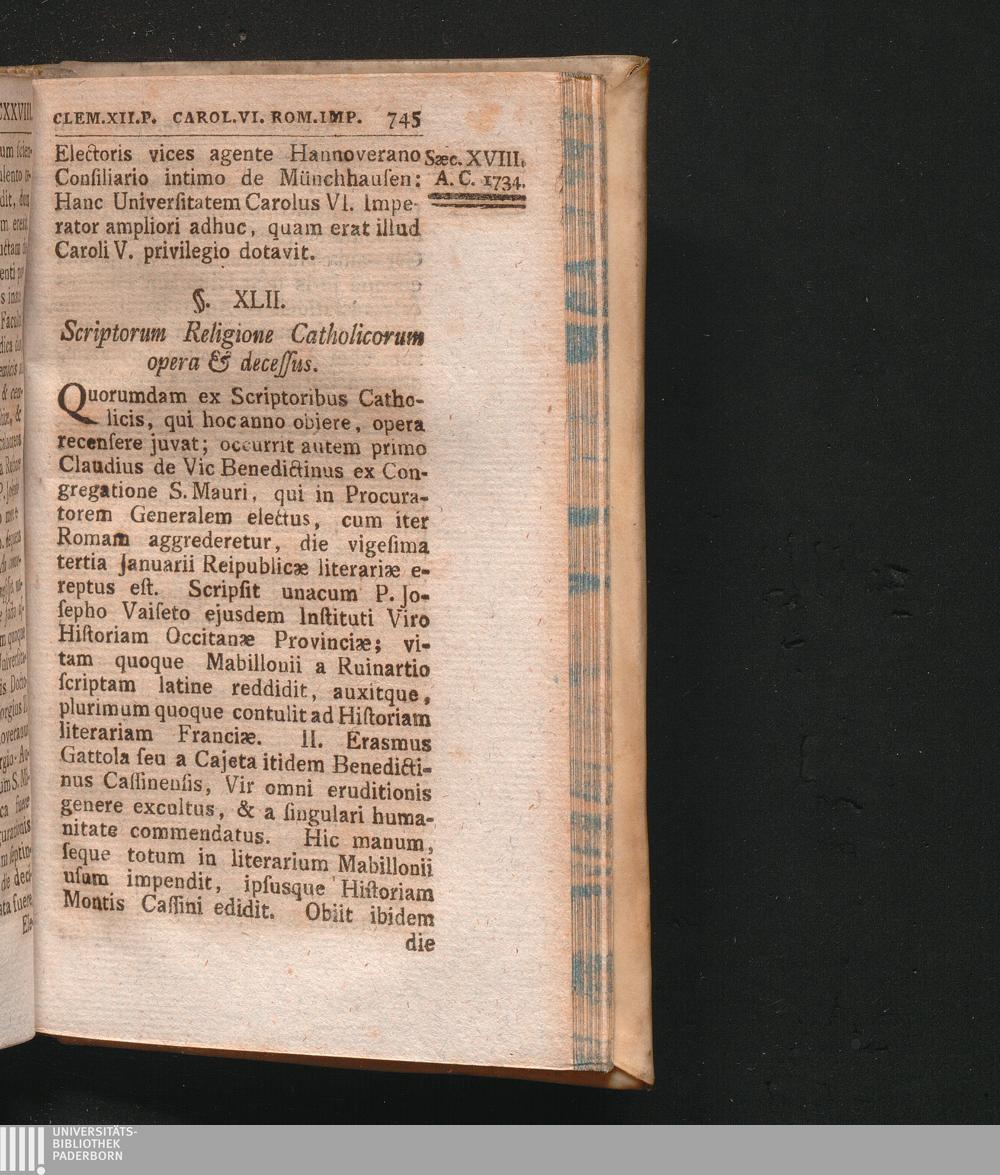 CLEM.XII.P. CAROL.VI. ROM.IMP. 745
Electoris vices agente Hannoverano
Conſiliario intimo de Münchhauſen:
Hanc Univerſitatem Carolus VI. Impe-
rator ampliori adhuc, quam erat illud
Caroli V. privilegio dotavit.
Sæc. XVIII.
A. C. 1734.
§. XLII.
Scriptorum Religione Catholicorum
opera & deceſſus.
Quorumdam ex Scriptoribus Catho-
licis, qui hoc anno obiere, opera
recenſere juvat; occurrit autem primo
Claudius de Vic Benedictinus ex Con-
gregatione S. Mauri, qui in Procura-
torem Generalem electus, cum iter
Romam aggrederetur, die vigeſima
tertia Januarii Reipublicæ literariæ e-
reptus eſt. Scripſit unacum P. Jo-
ſepho Vaiſeto ejusdem Inſtituti Viro
Hiſtoriam Occitanæ Provinciæ; vi-
tam quoque Mabillonii a Ruinartio
ſcriptam latine reddidit, auxitque,
plurimum quoque contulit ad Hiſtoriam
literariam Franciæ. II. Erasmus
Gattola ſeu a Cajeta itidem Benedicti-
nus Caſſinenſis, Vir omni eruditionis
genere excultus, & a ſingulari huma-
nitate commendatus. Hic manum,
ſeque totum in literarium Mabillonii
uſum impendit, ipſusque Hiſtoriam
Montis Caſſini edidit. Obiit ibidem
die
UNIVERSITÄTS-
BIBLIOTHEK
PADERBORN